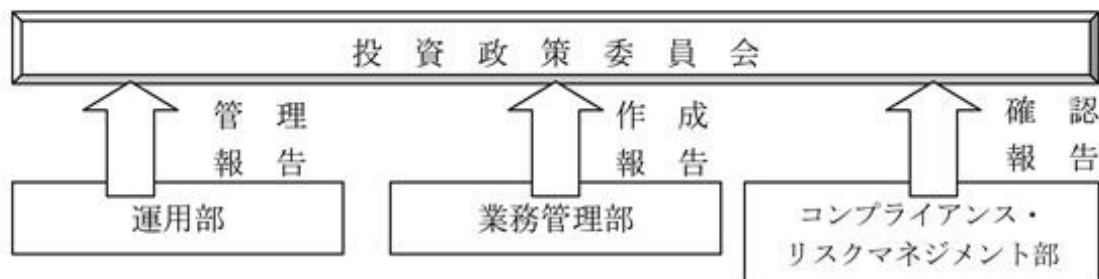 投資政策委員会
管理
報告
作成
報告
確認
報告
運用部
業務管理部
コンプライアンス・
リスクマネジメント部